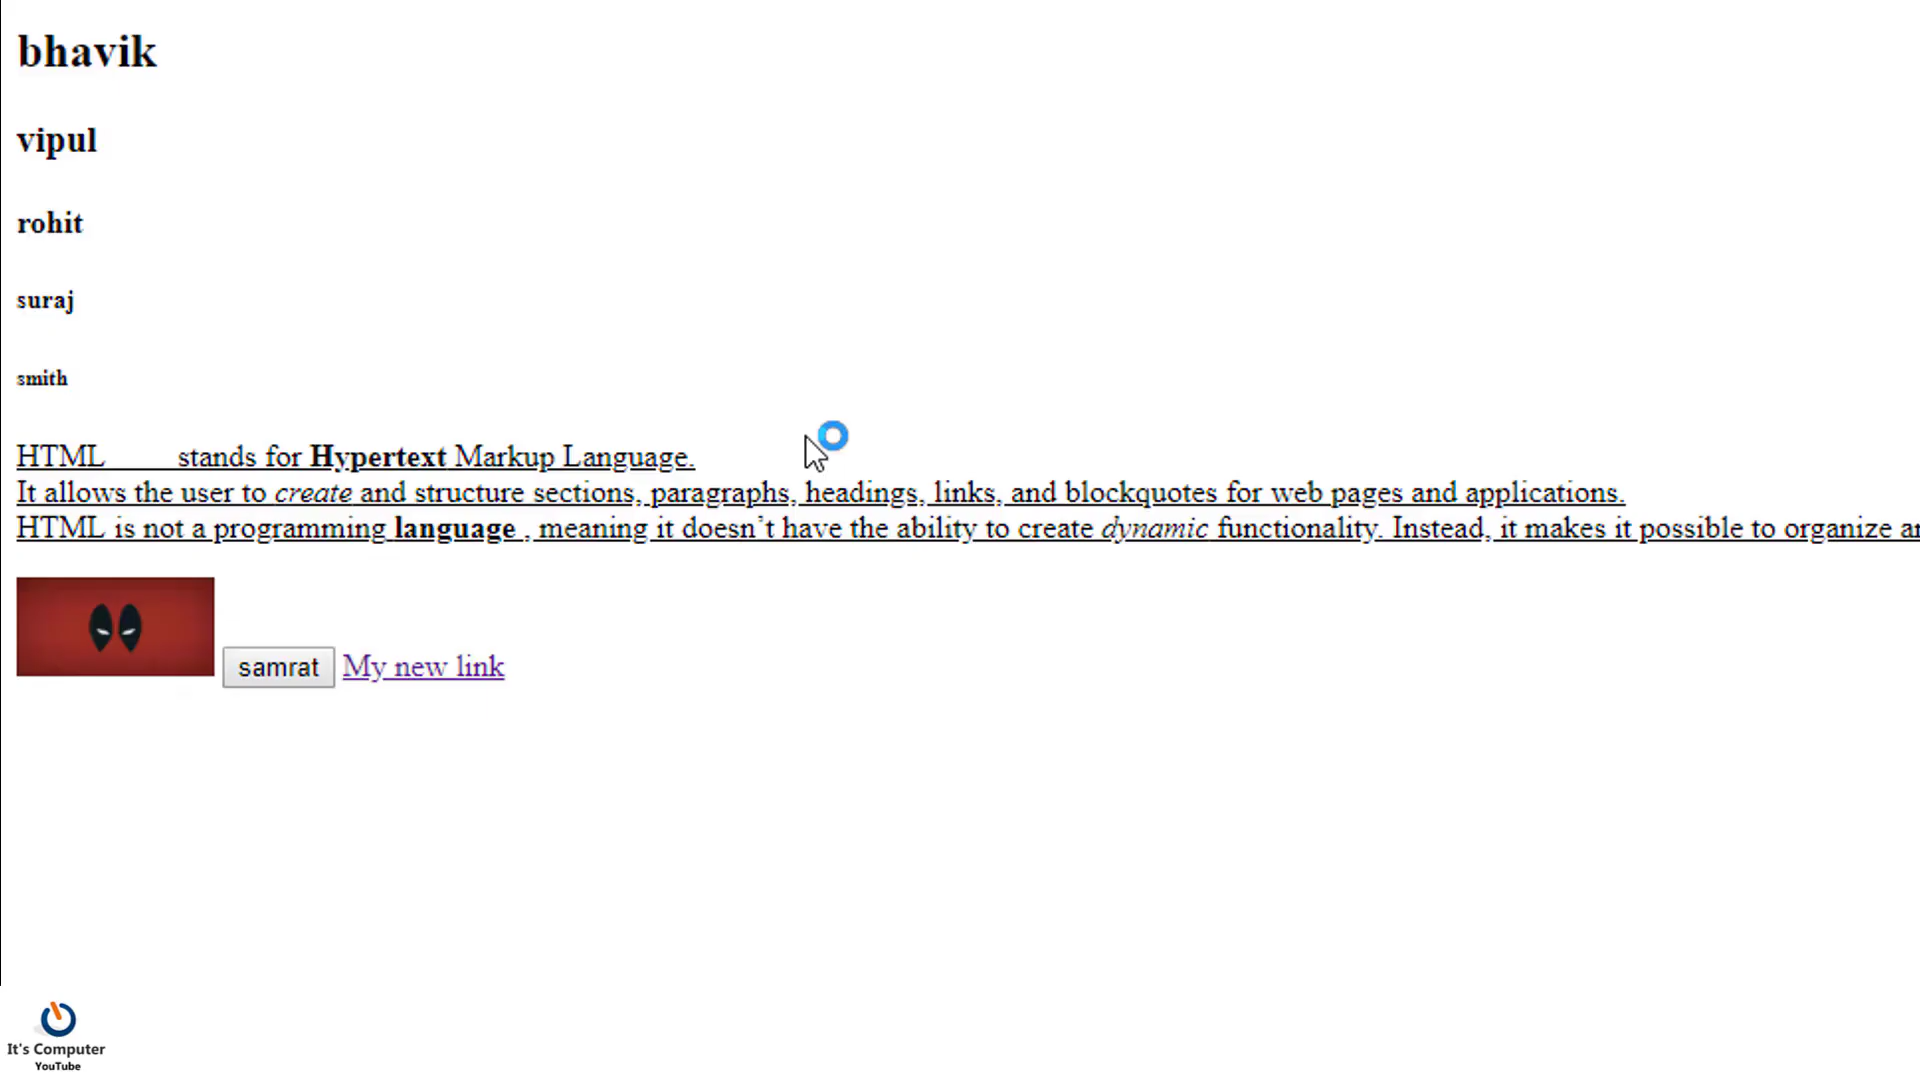 bhavik
vipul
rohit
suraj
smith
HTML stands for Hypertext Markup Language.
It allows the user to create and structure sections, paragraphs, headings, links, and blockquotes for web pages and applications.
HTML is not a programming language , meaning it doesn’t have the ability to create dynamic functionality. Instead, it makes it possible to organize
samrat My new link
It's Computer
YouTube